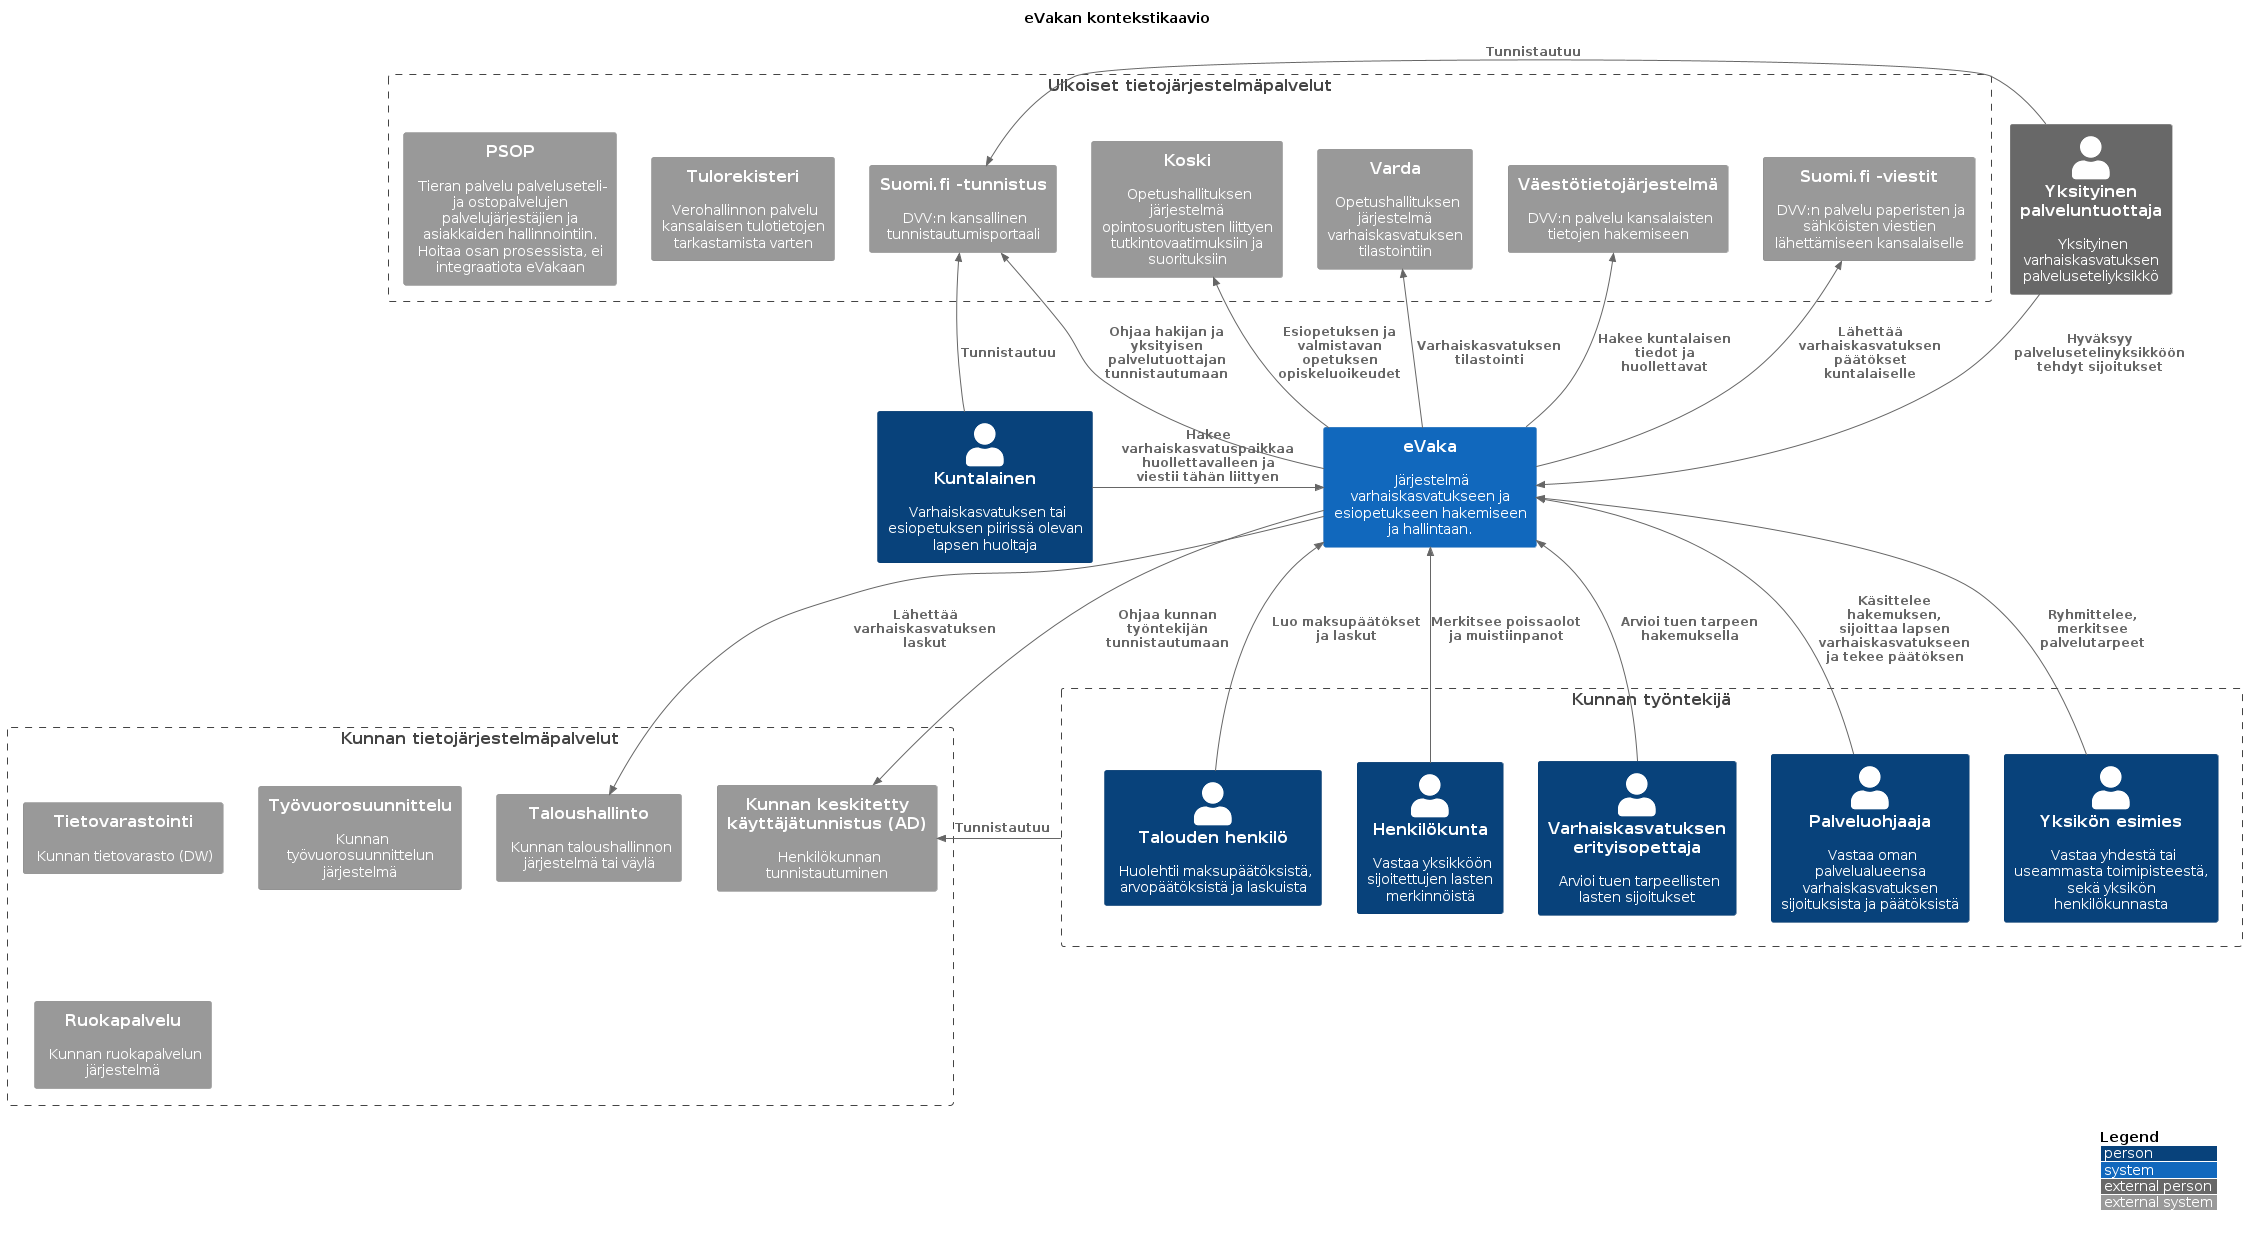 eVakan kontekstikaavio
Tunnistautuu
Ulkoiset tietojärjestelmäpalvelut
PSOP
Tieran palvelu palveluseteli-
ja ostopalvelujen
palvelujärjestäjien ja
asiakkaiden hallinnointiin.
Hoitaa osan prosessista, ei
integraatiota eVakaan
Tulorekisteri
Verohallinnon palvelu
kansalaisen tulotietojen
tarkastamista varten
Suomi.fi -tunnistus
DVV:n kansallinen
tunnistautumisportaali
Koski
Opetushallituksen
järjestelmä
opintosuoritusten liittyen
tutkintovaatimuksiin ja
suorituksiin
Varda
Opetushallituksen
järjestelmä
varhaiskasvatuksen
tilastointiin
Väestötietojärjestelmä
DVV:n palvelu kansalaisten
tietojen hakemiseen
Suomi.fi -viestit
DVV:n palvelu paperisten ja
sähköisten viestien
lähettämiseen kansalaiselle
Yksityinen
palveluntuottaja
Yksityinen
varhaiskasvatuksen
palveluseteliyksikkö
Tunnistautuu
Ohjaa hakijan ja
yksityisen
palvelutuottajan
tunnistautumaan
Esiopetuksen ja
valmistavan
opetuksen
opiskeluoikeudet
Varhaiskasvatuksen
tilastointi
Hakee kuntalaisen
tiedot ja
huollettavat
Lähettää
varhaiskasvatuksen
päätökset
kuntalaiselle
Hyväksyy
palvelusetelinyksikköön
tehdyt sijoitukset
Kuntalainen
Varhaiskasvatuksen tai
esiopetuksen piirissä olevan
lapsen huoltaja
Hakee
varhaiskasvatuspaikkaa
huollettavalleen ja
viestii tähän liittyen
eVaka
Järjestelmä
varhaiskasvatukseen ja
esiopetukseen hakemiseen
ja hallintaan.
Lähettää
varhaiskasvatuksen
laskut
Ohjaa kunnan
työntekijän
tunnistautumaan
Luo maksupäätökset
ja laskut
Merkitsee poissaolot
ja muistiinpanot
Arvioi tuen tarpeen
hakemuksella
Käsittelee
hakemuksen,
sijoittaa lapsen
varhaiskasvatukseen
ja tekee päätöksen
Ryhmittelee,
merkitsee
palvelutarpeet
Kunnan tietojärjestelmäpalvelut
Tietovarastointi
Kunnan tietovarasto (DW)
Työvuorosuunnittelu
Kunnan
työvuorosuunnittelun
järjestelmä
Taloushallinto
Kunnan taloushallinnon
järjestelmä tai väylä
Kunnan keskitetty
käyttäjätunnistus (AD)
Henkilökunnan
tunnistautuminen
Tunnistautuu
Kunnan työntekijä
Talouden henkilö
Huolehtii maksupäätöksistä,
arvopäätöksistä ja laskuista
Henkilökunta
Vastaa yksikköön
sijoitettujen lasten
merkinnöistä
Varhaiskasvatuksen
erityisopettaja
Arvioi tuen tarpeellisten
lasten sijoitukset
Palveluohjaaja
Vastaa oman
palvelualueensa
varhaiskasvatuksen
sijoituksista ja päätöksistä
Yksikön esimies
Vastaa yhdestä tai
useammasta toimipisteestä,
sekä yksikön
henkilökunnasta
Ruokapalvelu
Kunnan ruokapalvelun
järjestelmä
Legend
person
system
external person
external system